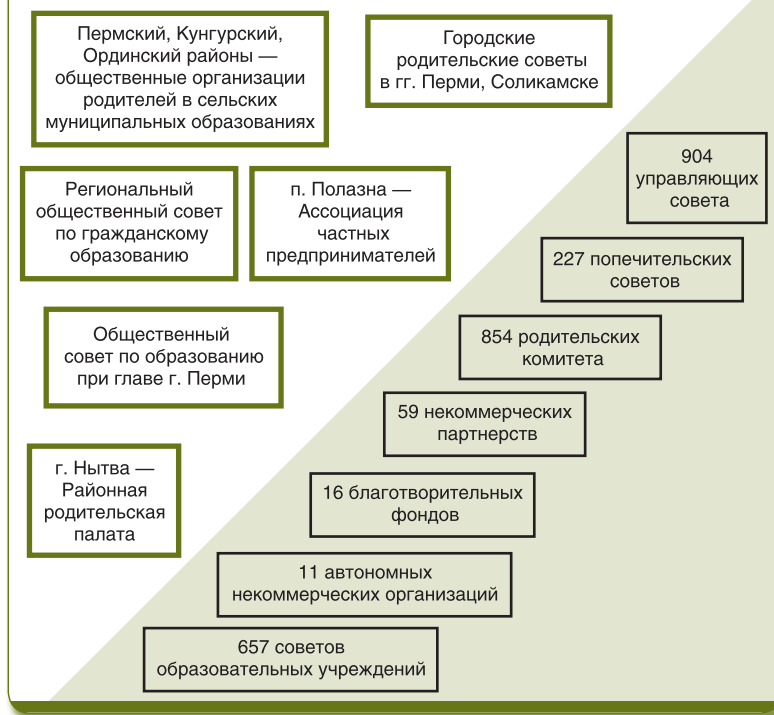 Пермский, Кунгурский,
Ординский районы —
общественные организации
родителей в сельских
муниципальных образованиях
Городские
родительские советы
в гг. Перми, Соликамске
904
управляющих
совета
Региональный
общественный совет
по гражданскому
образованию
п. Полазна —
Ассоциация
частных
предпринимателей
227 попечительских
советов
Общественный
совет по образованию
при главе г. Перми
854 родительских
комитета
59 некоммерческих
партнерств
г. Нытва —
Районная
родительская
палата
16 благотворительных
фондов
11 автономных
некоммерческих организаций
657 советов
образовательных учреждений